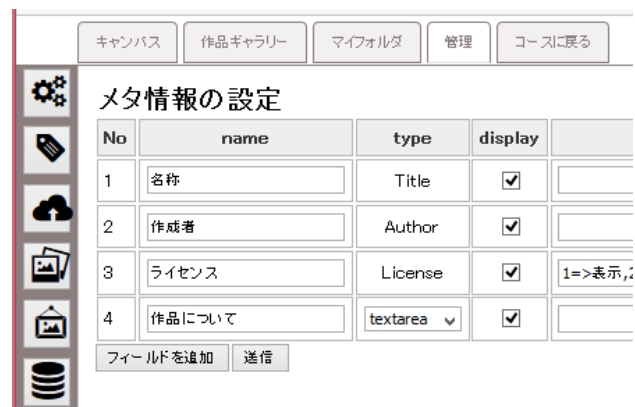 キャンバス 作品ギャラリー マイフォルダ 管理 コースに戻る
メタ情報の設定
No name type display
1 名称 Title
2 作成者 Author
3 ライセンス License 1=>表示,2
4 作品について textarea
フィールドを追加 送信